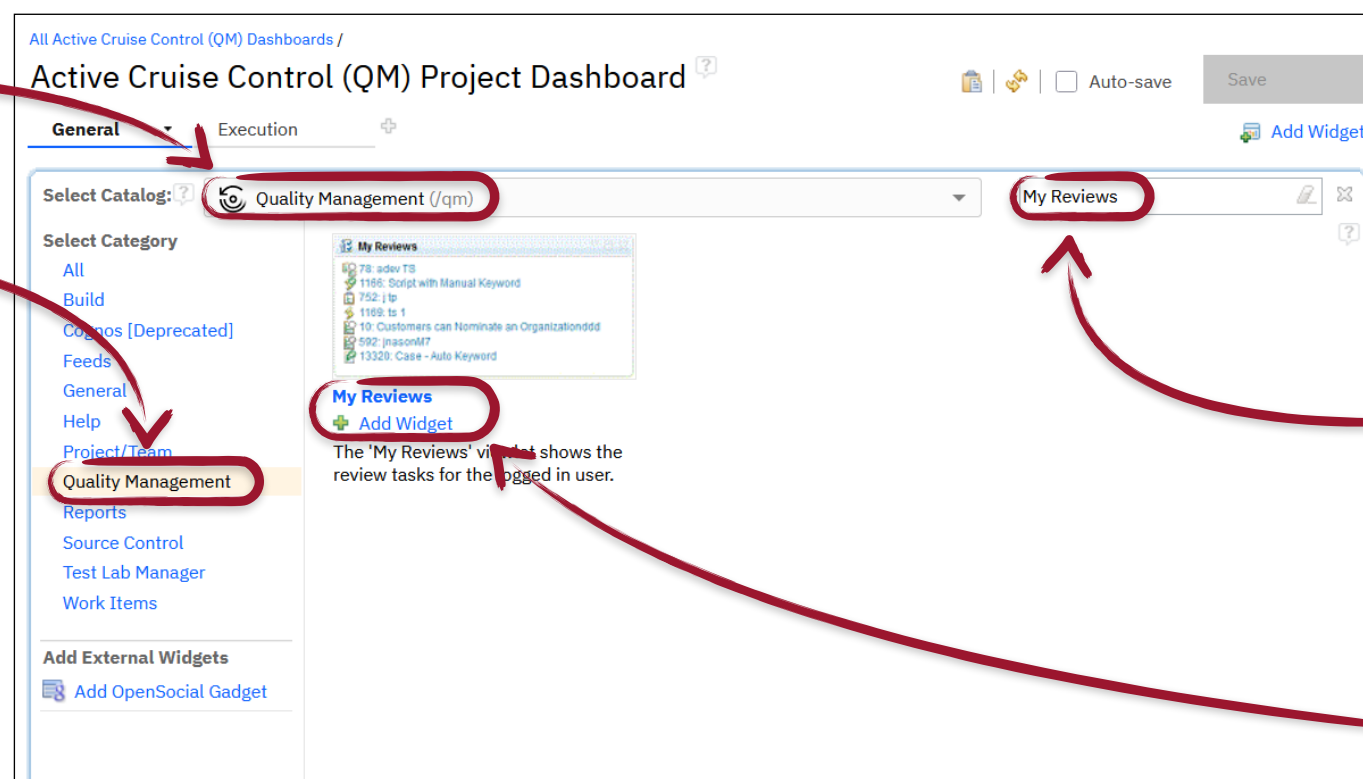 All Active Cruise Control (QM) Dashboards /
Active Cruise Control (QM) Project Dashboard ?
Auto-save
Save
General
Execution
Add Widget
Select Catalog: ?
Quality Management (/qm)
My Reviews
?
Select Category
All
Build
Cognos [Deprecated]
Feeds
General
Help
Project/Team
Quality Management
Reports
Source Control
Test Lab Manager
Work Items
Add External Widgets
Add OpenSocial Gadget
My Reviews
78: adev TS
1166: Script with Manual Keyword
752: j tp
1169: ts 1
10: Customers can Nominate an Organizationddd
592: jnasonM7
13320: Case - Auto Keyword
My Reviews
Add Widget
The 'My Reviews' viewlet shows the
review tasks for the logged in user.